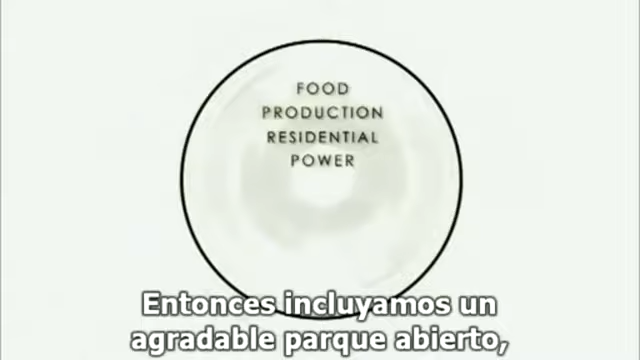 FOOD
PRODUCTION
RESIDENTIAL
POWER
Entonces incluyamos un
agradable parque abierto,